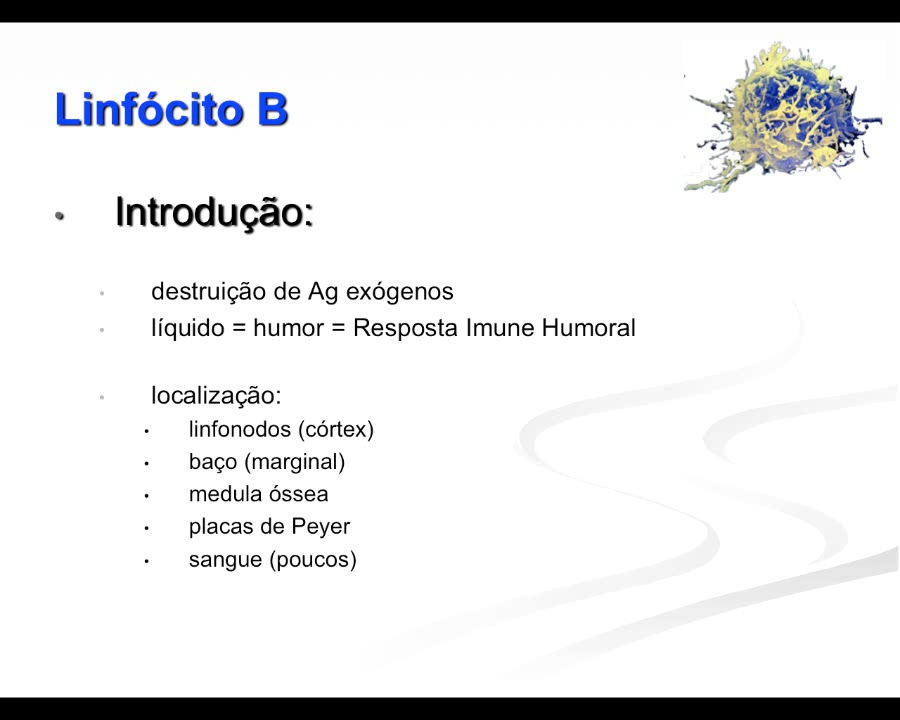 Linfócito B
• Introdução:
• destruição de Ag exógenos
• líquido = humor = Resposta Imune Humoral
• localização:
• linfonodos (córtex)
• baço (marginal)
• medula óssea
• placas de Peyer
• sangue (poucos)